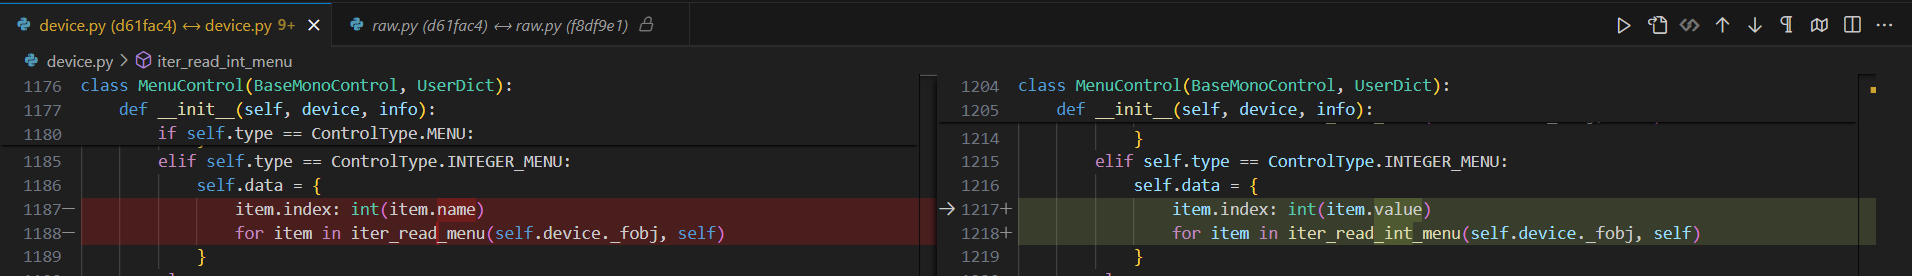 device.py (d61fac4) ↔ device.py 9+
raw.py (d61fac4) ↔ raw.py (f8df9e1)
device.py > iter_read_int_menu
1176 class MenuControl(BaseMonoControl, UserDict):
1177 def __init__(self, device, info):
1180 if self.type == ControlType.MENU:
1185 elif self.type == ControlType.INTEGER_MENU:
1186 self.data = {
1187— item.index: int(item.name)
1188— for item in iter_read_menu(self.device._fobj, self)
1189 }
1204 class MenuControl(BaseMonoControl, UserDict):
1205 def __init__(self, device, info):
1214 }
1215 elif self.type == ControlType.INTEGER_MENU:
1216 self.data = {
1217+ item.index: int(item.value)
1218+ for item in iter_read_int_menu(self.device._fobj, self)
1219 }